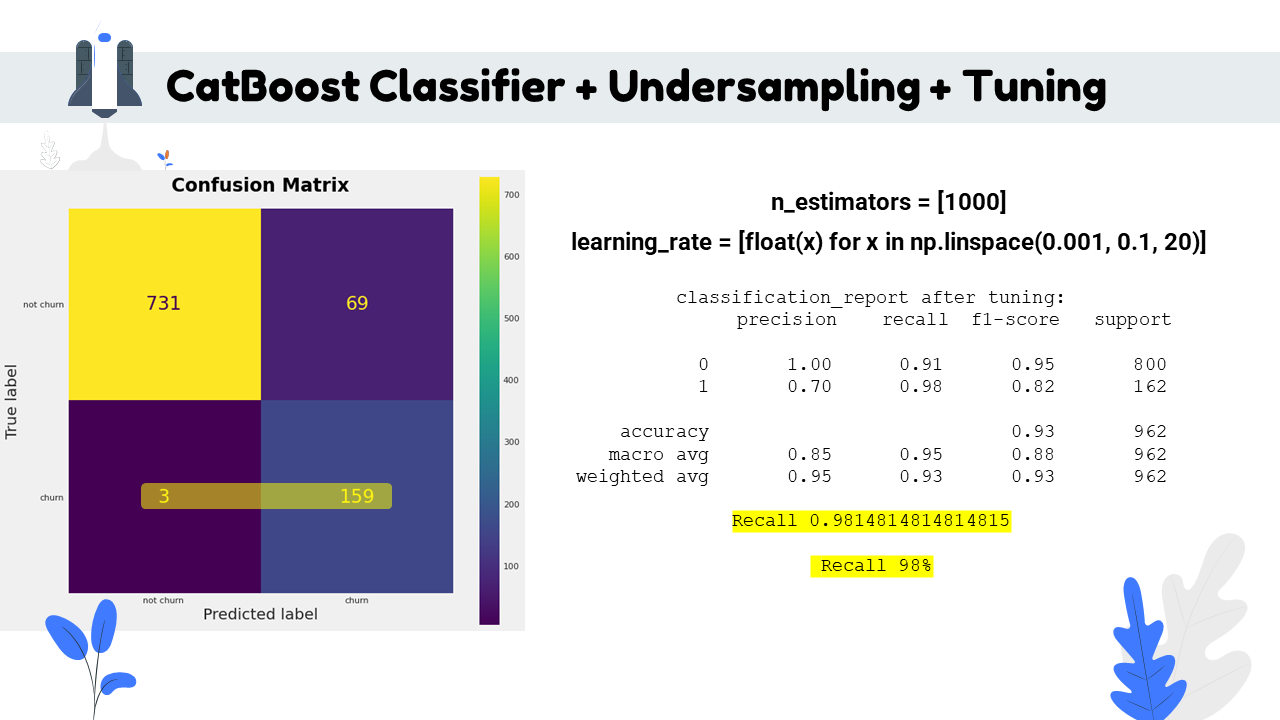 CatBoost Classifier + Undersampling + Tuning
Confusion Matrix
True label
not churn
churn
731 69
3 159
not churn churn
Predicted label
700
600
500
400
300
200
100
n_estimators = [1000]
learning_rate = [float(x) for x in np.linspace(0.001, 0.1, 20)]
classification_report after tuning:
precision recall f1-score support
0 1.00 0.91 0.95 800
1 0.70 0.98 0.82 162
accuracy 0.93 962
macro avg 0.85 0.95 0.88 962
weighted avg 0.95 0.93 0.93 962
Recall 0.9814814814814815
Recall 98%